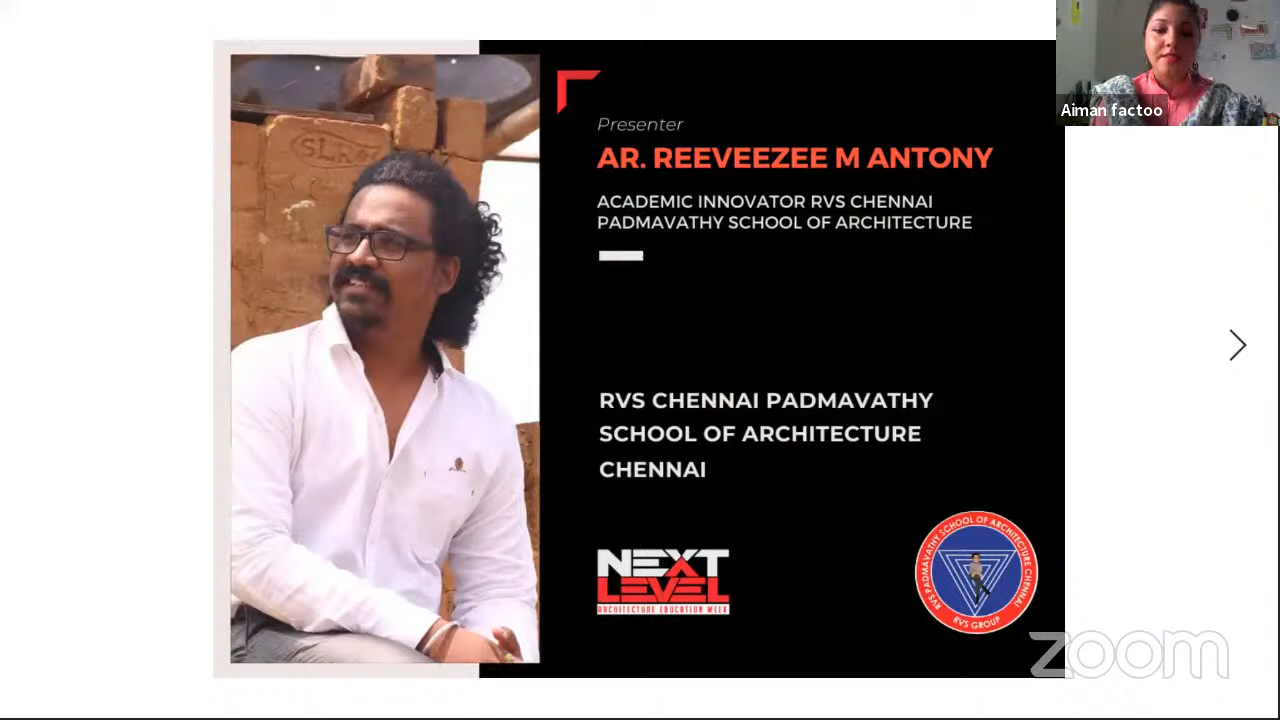 Aiman factoo
Presenter
AR. REEVEEZEE M ANTONY
ACADEMIC INNOVATOR RVS CHENNAI
PADMAVATHY SCHOOL OF ARCHITECTURE
RVS CHENNAI PADMAVATHY
SCHOOL OF ARCHITECTURE
CHENNAI
NEXT
LEVEL
ARCHITECTURE EDUCATION WEEK
RVS PADMAVATHY SCHOOL OF ARCHITECTURE CHENNAI
RVS GROUP
zoom